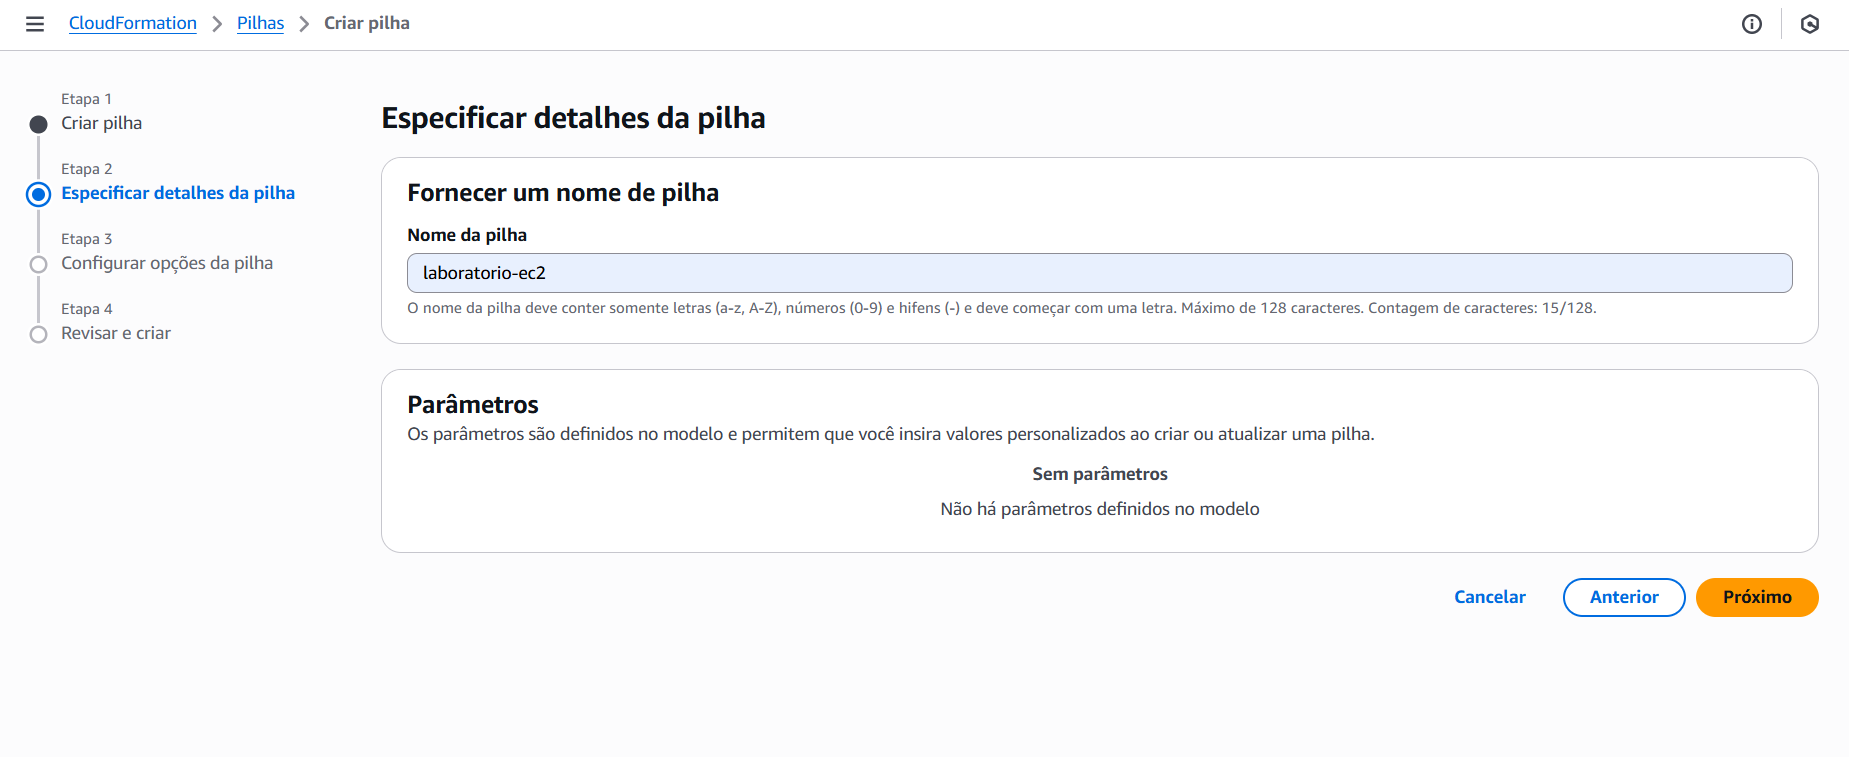 CloudFormation > Pilhas > Criar pilha
Etapa 1
Criar pilha
Etapa 2
Especificar detalhes da pilha
Etapa 3
Configurar opções da pilha
Etapa 4
Revisar e criar
Especificar detalhes da pilha
Fornecer um nome de pilha
Nome da pilha
laboratorio-ec2
O nome da pilha deve conter somente letras (a-z, A-Z), números (0-9) e hifens (-) e deve começar com uma letra. Máximo de 128 caracteres. Contagem de caracteres: 15/128.
Parâmetros
Os parâmetros são definidos no modelo e permitem que você insira valores personalizados ao criar ou atualizar uma pilha.
Sem parâmetros
Não há parâmetros definidos no modelo
Cancelar Anterior Próximo